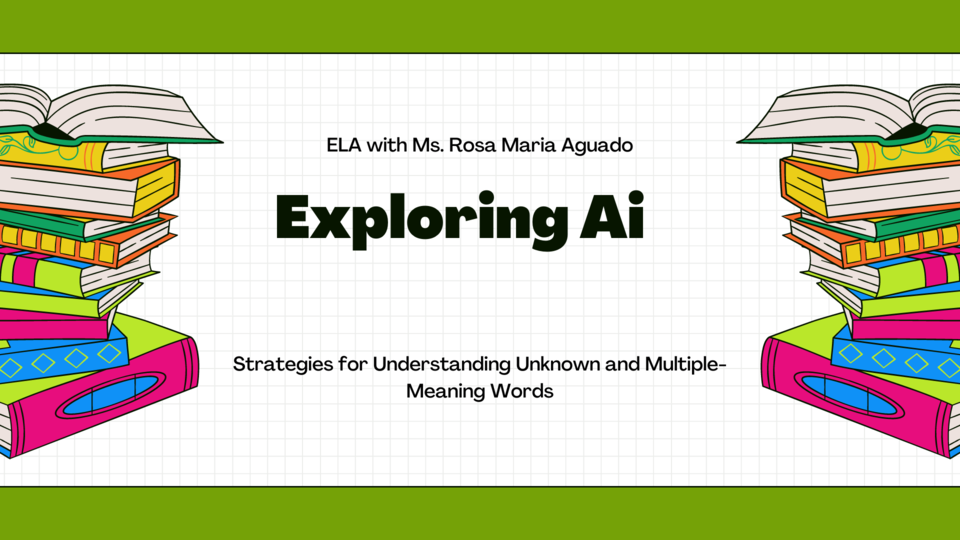 ELA with Ms. Rosa Maria Aguado
Exploring Ai
Strategies for Understanding Unknown and Multiple-
Meaning Words